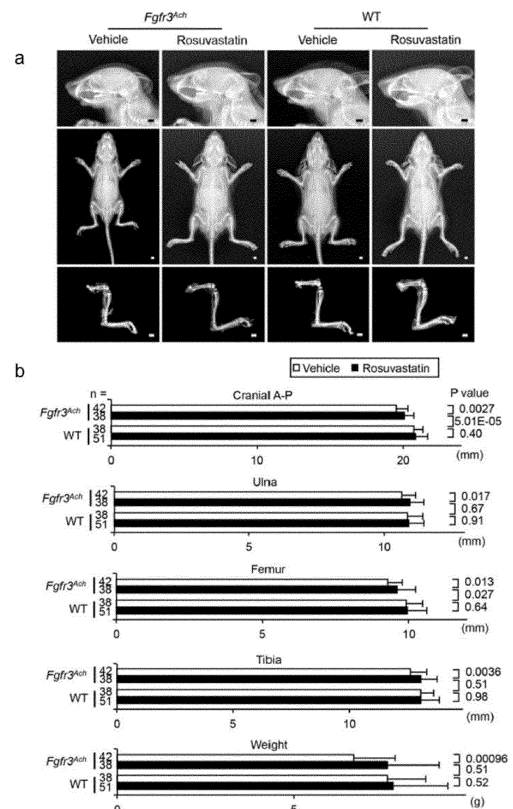 Fgfr3Ach WT
Vehicle Rosuvastatin Vehicle Rosuvastatin
a
b
Vehicle Rosuvastatin
n = Cranial A-P P value
Fgfr3Ach 42 0.0027
38 5.01E-05
WT 38 0.40
51
0 10 20 (mm)
Ulna
Fgfr3Ach 42 0.017
38 0.67
WT 38 0.91
51
0 5 10 (mm)
Femur
Fgfr3Ach 42 0.013
38 0.027
WT 38 0.64
51
0 5 10 (mm)
Tibia
Fgfr3Ach 42 0.0036
38 0.51
WT 38 0.98
51
0 10 (mm)
Weight
Fgfr3Ach 42 0.00096
38 0.51
WT 38 0.52
51
0 5 (g)